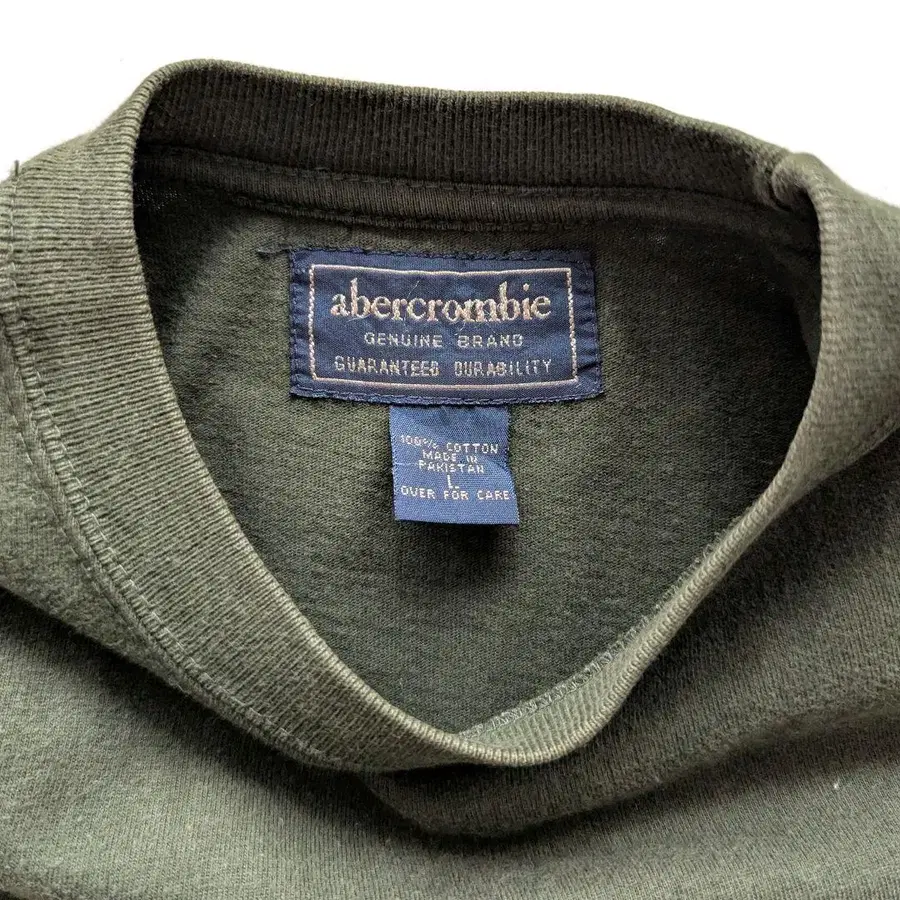 abercrombie
GENUINE BRAND
GUARANTEED DURABILITY
100% COTTON
MADE IN
PAKISTAN
L
OVER FOR CARE